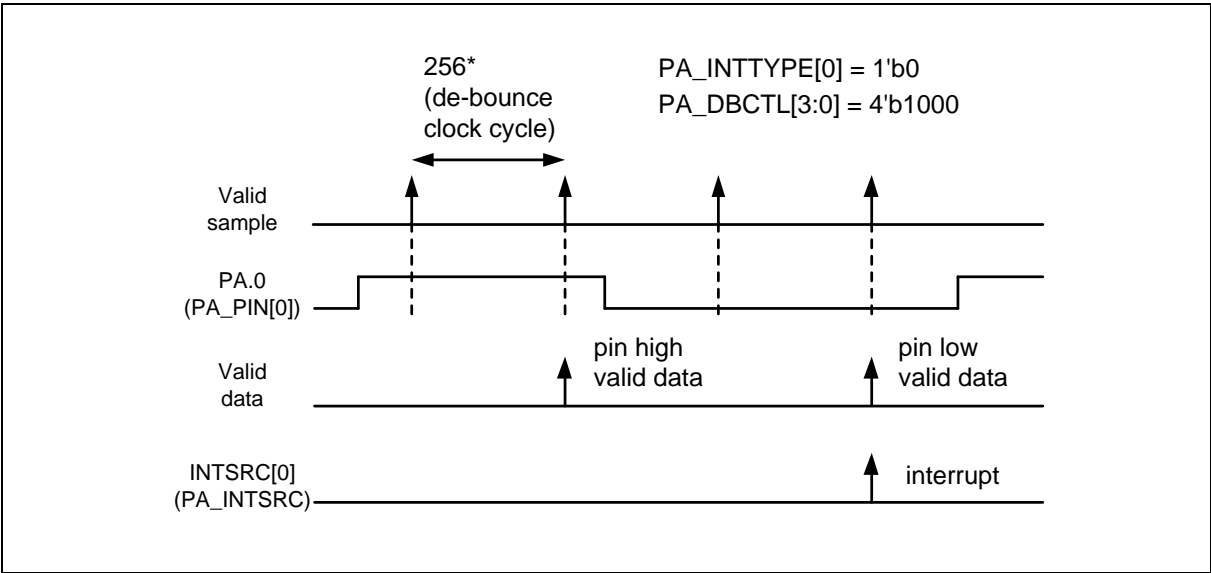 256*
(de-bounce
clock cycle)
PA_INTTYPE[0] = 1'b0
PA_DBCTL[3:0] = 4'b1000
Valid
sample
PA.0
(PA_PIN[0])
pin high
valid data
pin low
valid data
Valid
data
INTSRC[0]
(PA_INTSRC)
interrupt